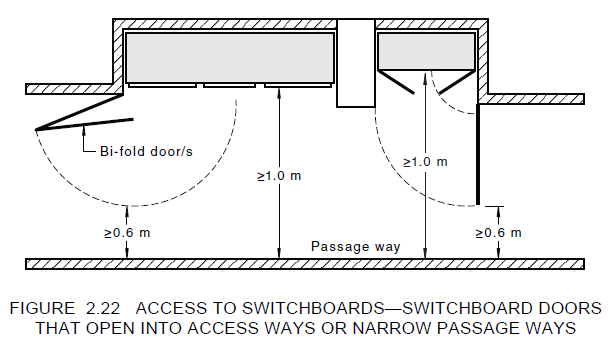 Bi-fold door/s
≥1.0 m
≥1.0 m
≥0.6 m
≥0.6 m
Passage way
FIGURE 2.22 ACCESS TO SWITCHBOARDS—SWITCHBOARD DOORS
THAT OPEN INTO ACCESS WAYS OR NARROW PASSAGE WAYS